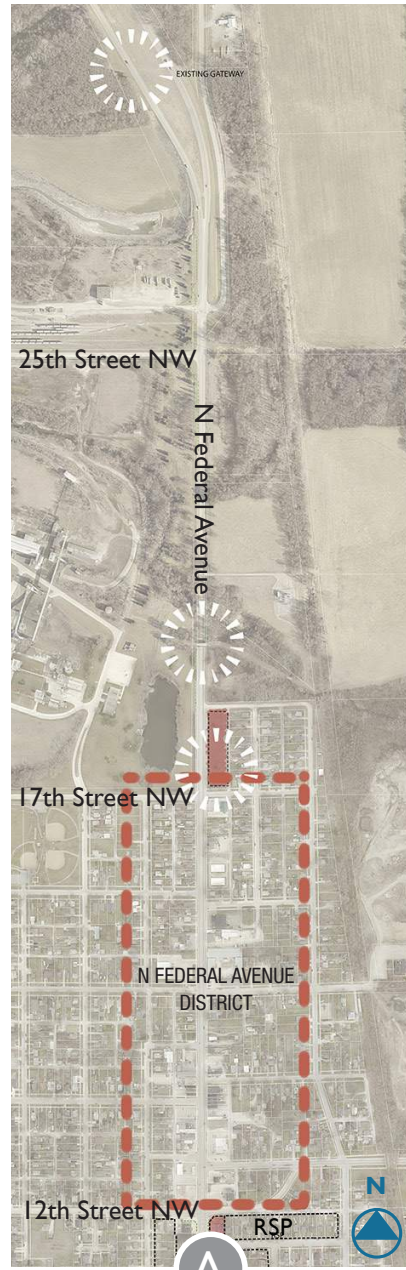 EXISTING GATEWAY
25th Street NW
N Federal Avenue
17th Street NW
N FEDERAL AVENUE
DISTRICT
12th Street NW
RSP
N
A